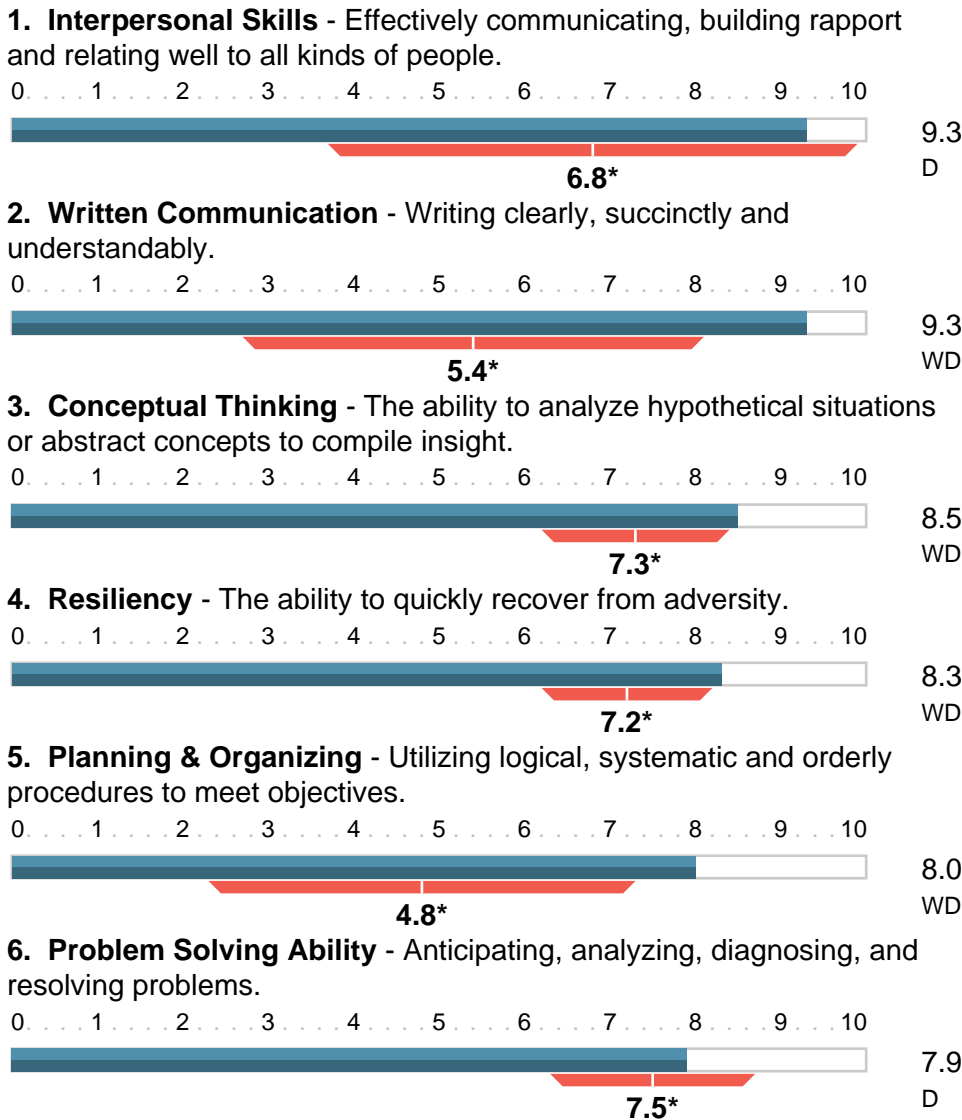 1. Interpersonal Skills - Effectively communicating, building rapport
and relating well to all kinds of people.
0. . . . 1 . . . . 2 . . . . 3 . . . . 4 . . . . 5 . . . . 6 . . . . 7 . . . . 8 . . . . 9 . . . 10
9.3
D
6.8*
2. Written Communication - Writing clearly, succinctly and
understandably.
0. . . . 1 . . . . 2 . . . . 3 . . . . 4 . . . . 5 . . . . 6 . . . . 7 . . . . 8 . . . . 9 . . . 10
9.3
WD
5.4*
3. Conceptual Thinking - The ability to analyze hypothetical situations
or abstract concepts to compile insight.
0. . . . 1 . . . . 2 . . . . 3 . . . . 4 . . . . 5 . . . . 6 . . . . 7 . . . . 8 . . . . 9 . . . 10
8.5
WD
7.3*
4. Resiliency - The ability to quickly recover from adversity.
0. . . . 1 . . . . 2 . . . . 3 . . . . 4 . . . . 5 . . . . 6 . . . . 7 . . . . 8 . . . . 9 . . . 10
8.3
WD
7.2*
5. Planning & Organizing - Utilizing logical, systematic and orderly
procedures to meet objectives.
0. . . . 1 . . . . 2 . . . . 3 . . . . 4 . . . . 5 . . . . 6 . . . . 7 . . . . 8 . . . . 9 . . . 10
8.0
WD
4.8*
6. Problem Solving Ability - Anticipating, analyzing, diagnosing, and
resolving problems.
0. . . . 1 . . . . 2 . . . . 3 . . . . 4 . . . . 5 . . . . 6 . . . . 7 . . . . 8 . . . . 9 . . . 10
7.9
D
7.5*